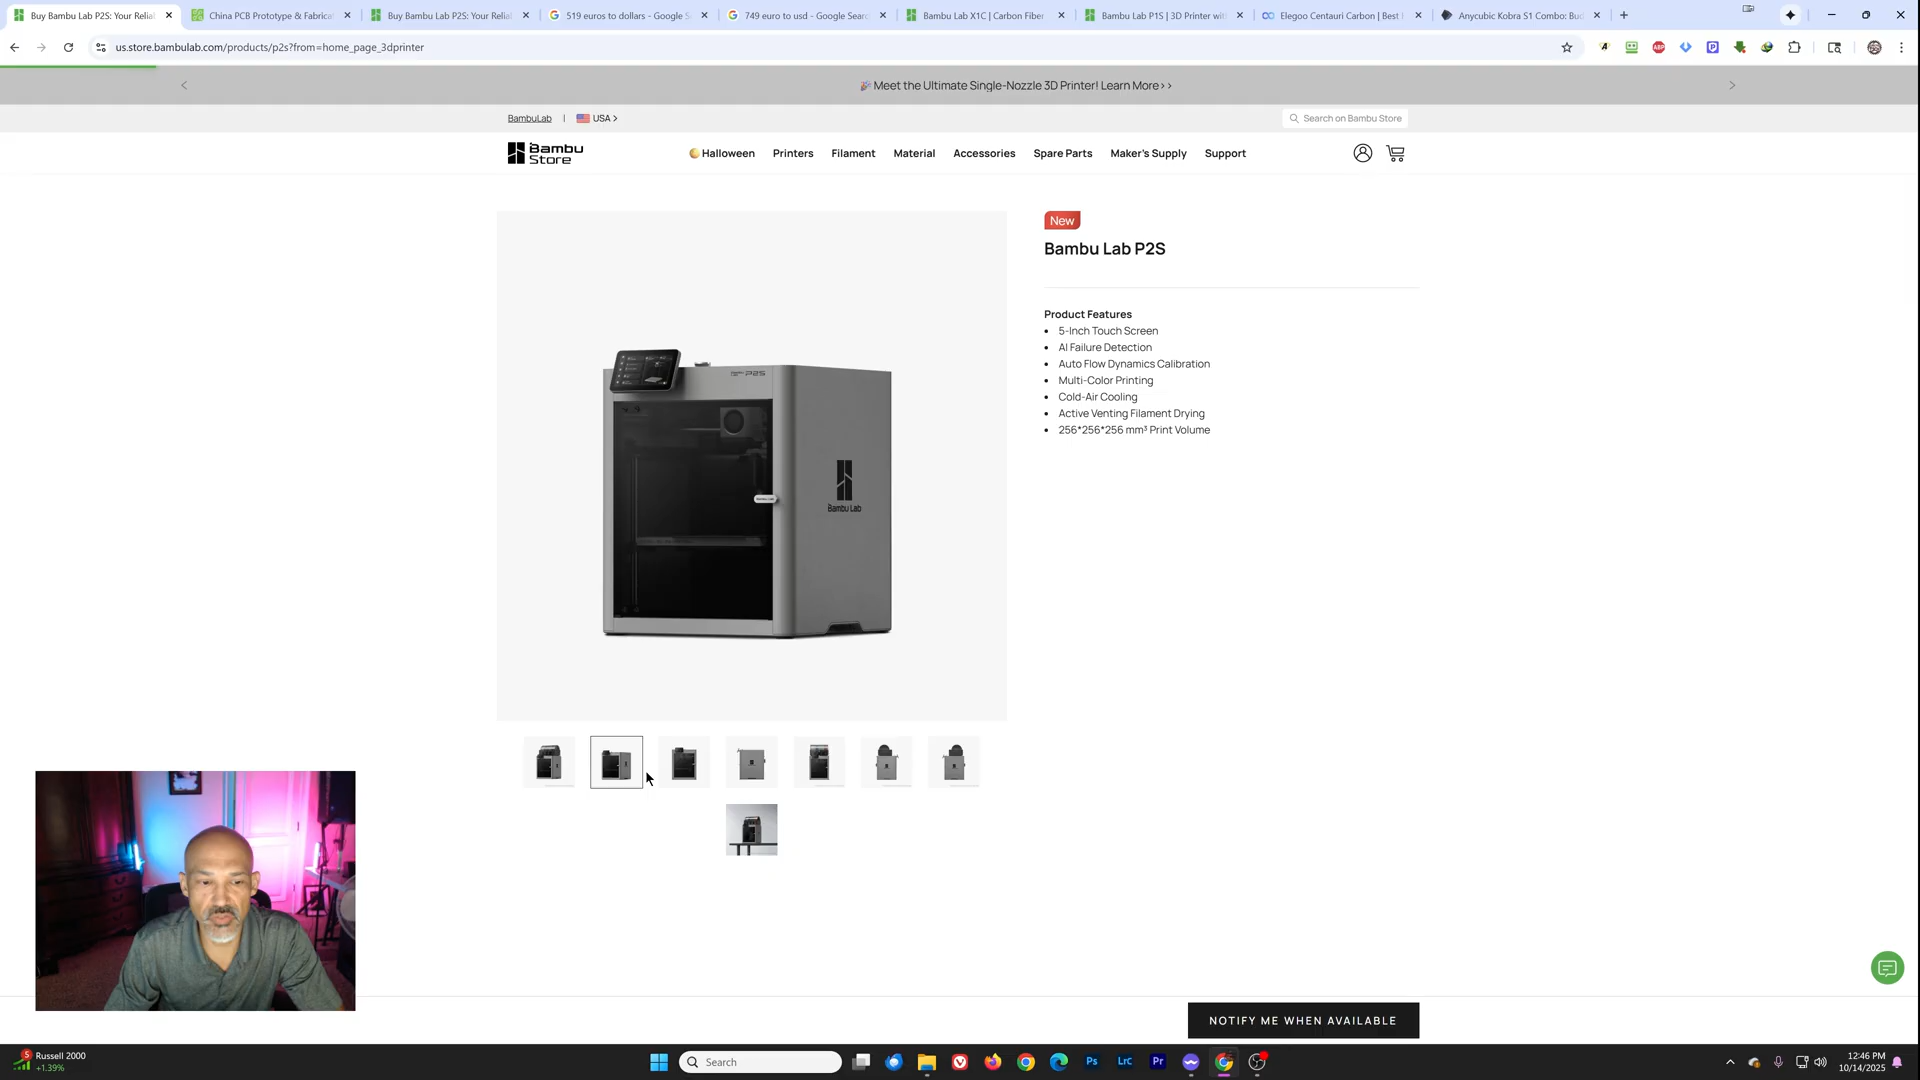 Buy Bambu Lab P2S: Your Relia
China PCB Prototype & Fabrica
Buy Bambu Lab P2S: Your Relia
519 euros to dollars - Google S
749 euro to usd - Google Searc
Bambu Lab X1C | Carbon Fiber
Bambu Lab P1S | 3D Printer wit
Elegoo Centauri Carbon | Best
Anycubic Kobra S1 Combo: Bud
us.store.bambulab.com/products/p2s?from=home_page_3dprinter
ABP
Meet the Ultimate Single-Nozzle 3D Printer! Learn More>>
BambuLab | USA >
Search on Bambu Store
Bambu
Store
Halloween
Printers
Filament
Material
Accessories
Spare Parts
Maker's Supply
Support
New
Bambu Lab P2S
Product Features
• 5-Inch Touch Screen
• AI Failure Detection
• Auto Flow Dynamics Calibration
• Multi-Color Printing
• Cold-Air Cooling
• Active Venting Filament Drying
• 256*256*256 mm³ Print Volume
P2S
Bambu Lab
NOTIFY ME WHEN AVAILABLE
5
Russell 2000
+1.39%
Search
Ps
LrC
Pr
12:46 PM
10/14/2025